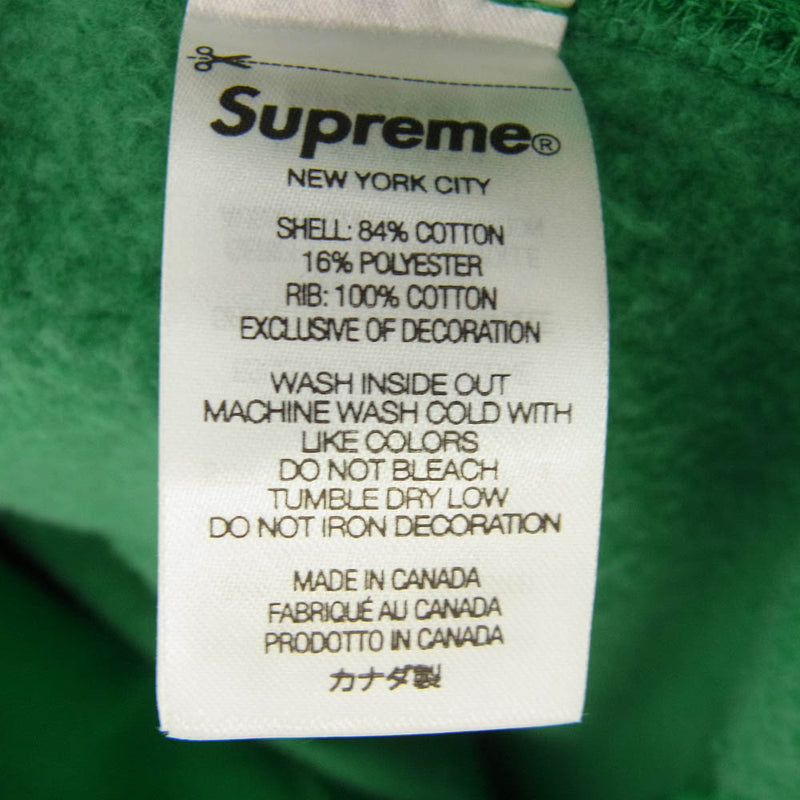 Supreme®
NEW YORK CITY
SHELL: 84% COTTON
16% POLYESTER
RIB: 100% COTTON
EXCLUSIVE OF DECORATION
WASH INSIDE OUT
MACHINE WASH COLD WITH
LIKE COLORS
DO NOT BLEACH
TUMBLE DRY LOW
DO NOT IRON DECORATION
MADE IN CANADA
FABRIQUÉ AU CANADA
PRODOTTO IN CANADA
カナダ製